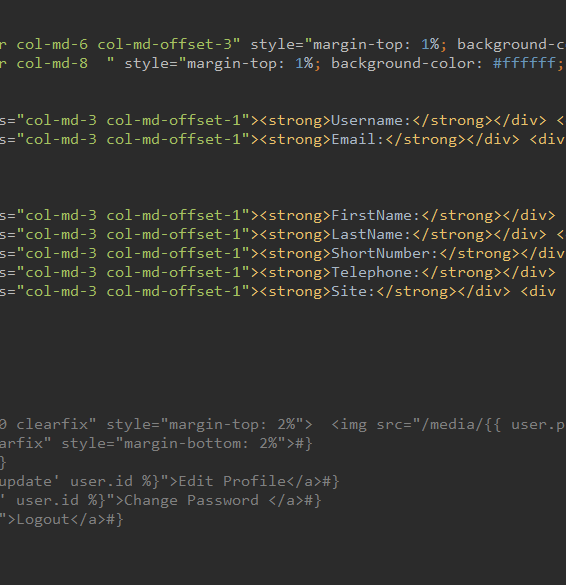 r col-md-6 col-md-offset-3" style="margin-top: 1%; background-c
r col-md-8  " style="margin-top: 1%; background-color: #ffffff;
s="col-md-3 col-md-offset-1"><strong>Username:</strong></div> <
s="col-md-3 col-md-offset-1"><strong>Email:</strong></div> <div
s="col-md-3 col-md-offset-1"><strong>FirstName:</strong></div>
s="col-md-3 col-md-offset-1"><strong>LastName:</strong></div> <
s="col-md-3 col-md-offset-1"><strong>ShortNumber:</strong></div
s="col-md-3 col-md-offset-1"><strong>Telephone:</strong></div>
s="col-md-3 col-md-offset-1"><strong>Site:</strong></div> <div
0 clearfix" style="margin-top: 2%">  <img src="/media/{{ user.p
arfix" style="margin-bottom: 2%">#}
}
update' user.id %}">Edit Profile</a>#}
' user.id %}">Change Password </a>#}
">Logout</a>#}